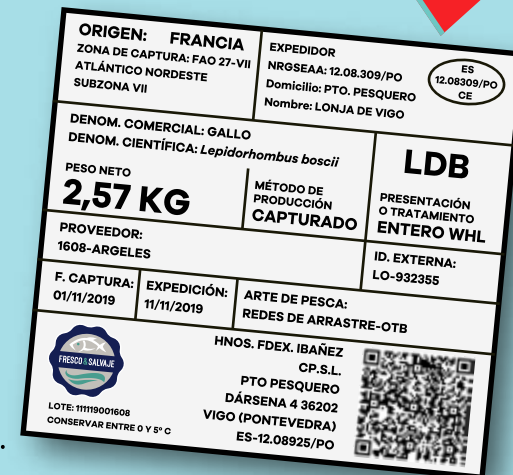 ORIGEN: FRANCIA
ZONA DE CAPTURA: FAO 27-VII
ATLÁNTICO NORDESTE
SUBZONA VII
EXPEDIDOR
NRGSEAA: 12.08.309/PO
Domicilio: PTO. PESQUERO
Nombre: LONJA DE VIGO
ES
12.08309/PO
CE
DENOM. COMERCIAL: GALLO
DENOM. CIENTÍFICA: Lepidorhombus boscii
PESO NETO
2,57 KG
MÉTODO DE
PRODUCCIÓN
CAPTURADO
LDB
PRESENTACIÓN
O TRATAMIENTO
ENTERO WHL
PROVEEDOR:
1608-ARGELES
ID. EXTERNA:
LO-932355
F. CAPTURA:
01/11/2019
EXPEDICIÓN:
11/11/2019
ARTE DE PESCA:
REDES DE ARRASTRE-OTB
FRESCO&SALVAJE
LOTE: 111119001608
CONSERVAR ENTRE 0 Y 5º C
HNOS. FDEX. IBAÑEZ
CP.S.L.
PTO PESQUERO
DÁRSENA 4 36202
VIGO (PONTEVEDRA)
ES-12.08925/PO